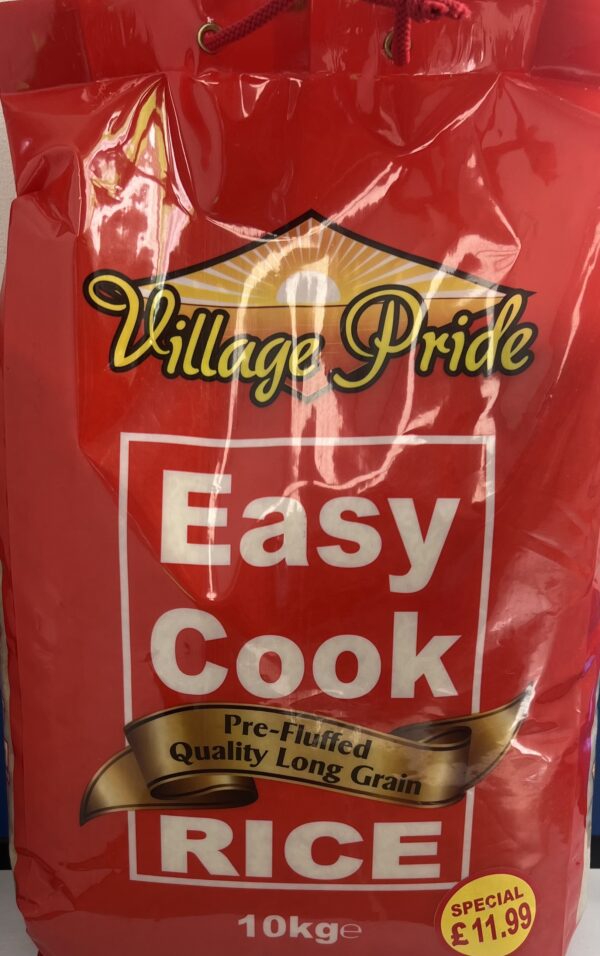 Village Pride
Easy
Cook
Pre-Fluffed
Quality Long Grain
RICE
10kg℮
SPECIAL
£11.99